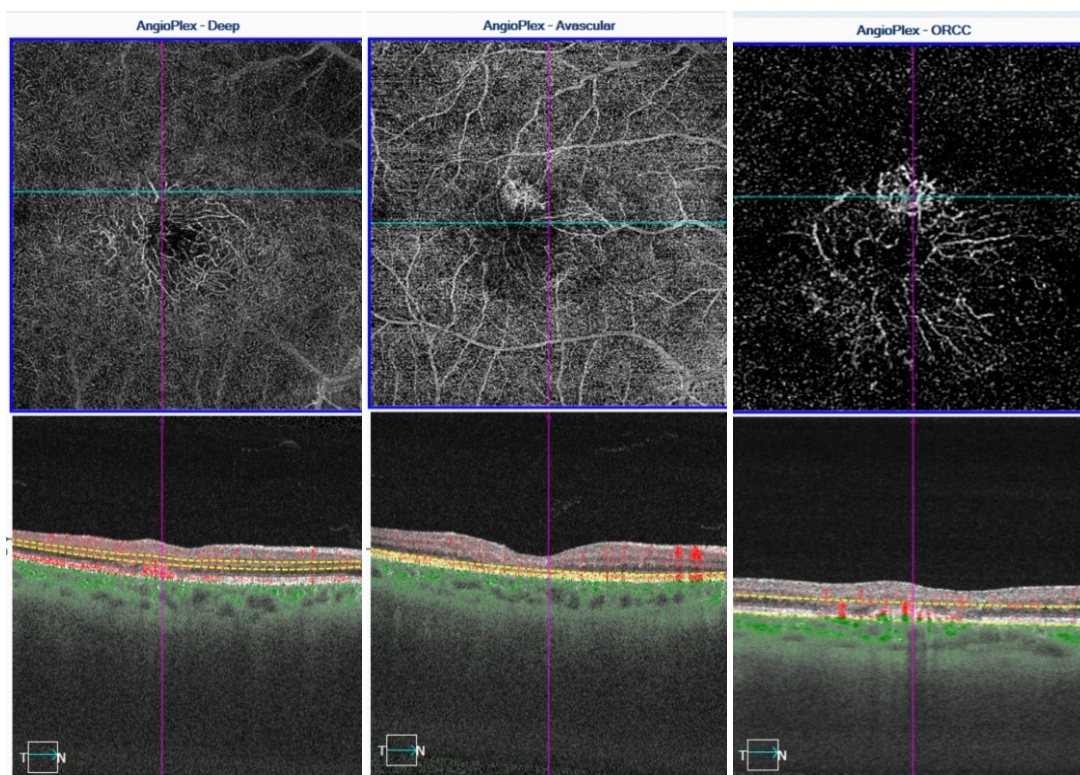 AngioPlex - Deep
AngioPlex - Avascular
AngioPlex - ORCC
T N
T N
T N